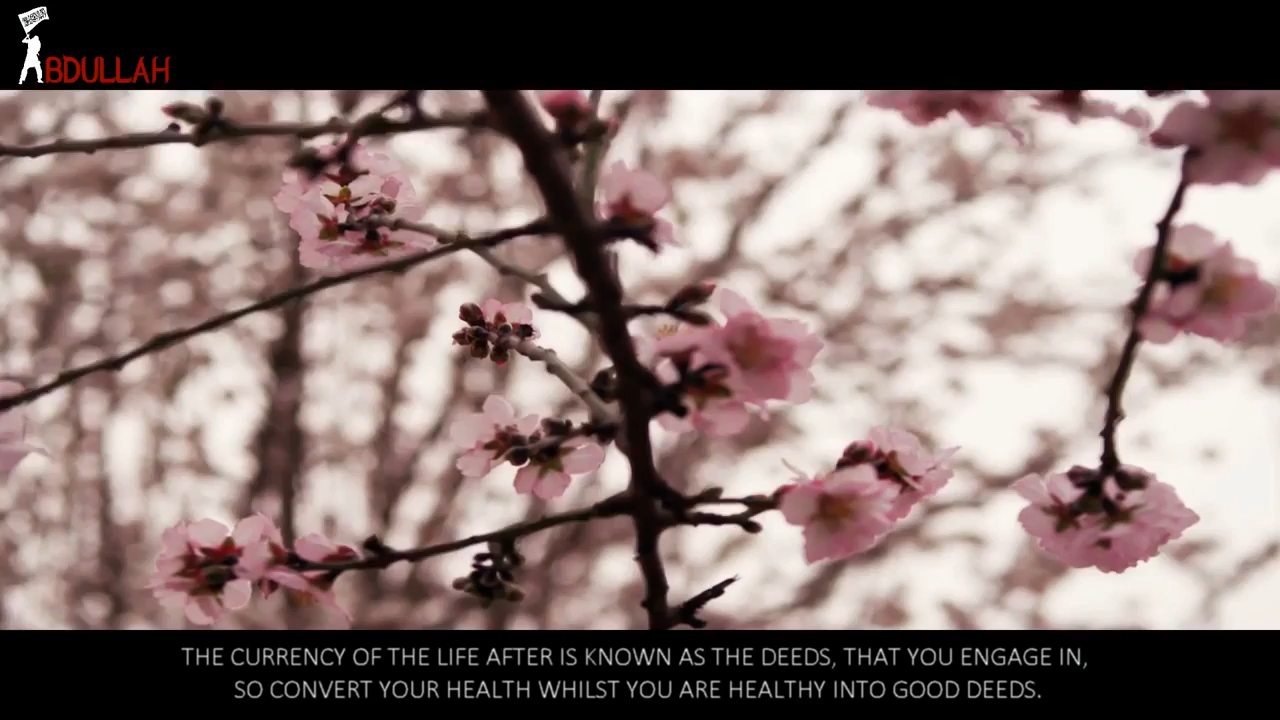 ABDULLAH
THE CURRENCY OF THE LIFE AFTER IS KNOWN AS THE DEEDS, THAT YOU ENGAGE IN,
SO CONVERT YOUR HEALTH WHILST YOU ARE HEALTHY INTO GOOD DEEDS.